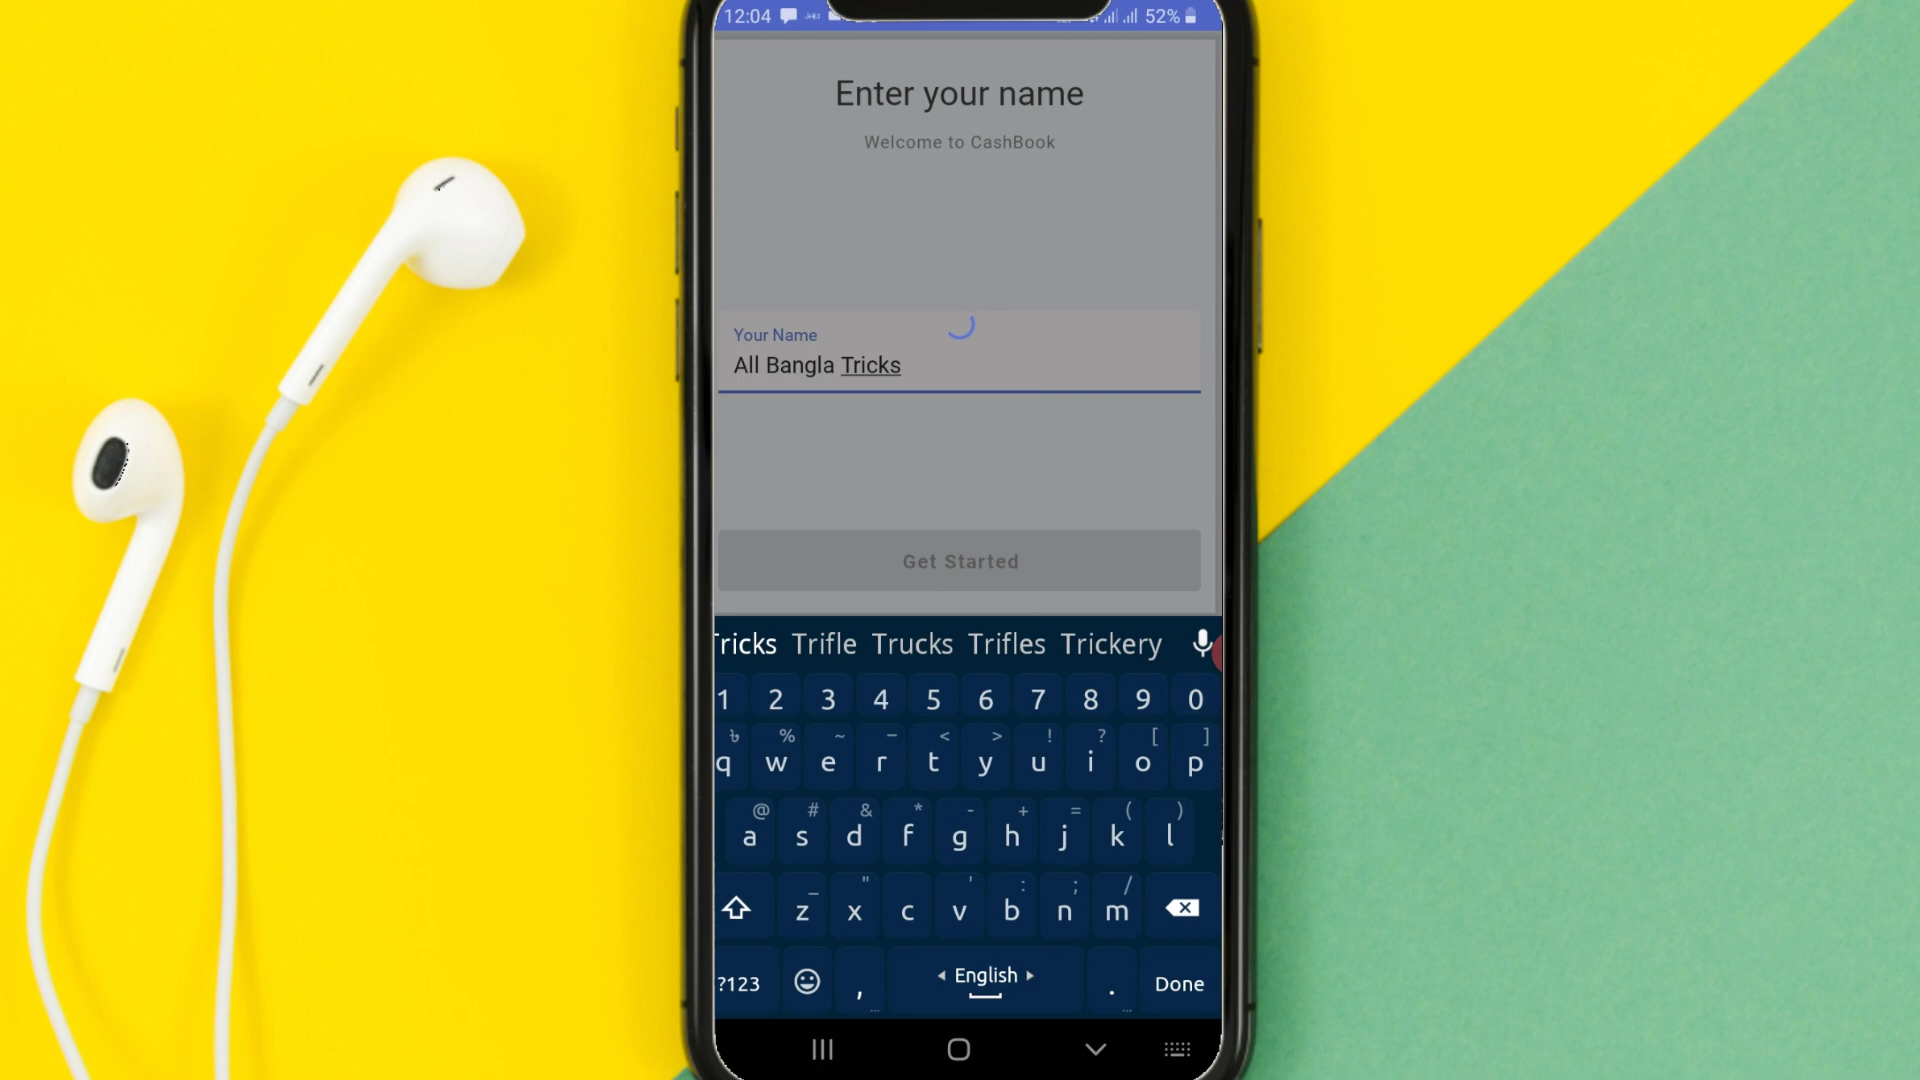 12:04 52%
Enter your name
Welcome to CashBook
Your Name
All Bangla Tricks
Get Started
Tricks Trifle Trucks Trifles Trickery
1 2 3 4 5 6 7 8 9 0
৳ % ~ – < > ! ? [ ]
q w e r t y u i o p
@ # & * - + = ( )
a s d f g h j k l
_ " ' : ; /
z x c v b n m
?123 , English . Done